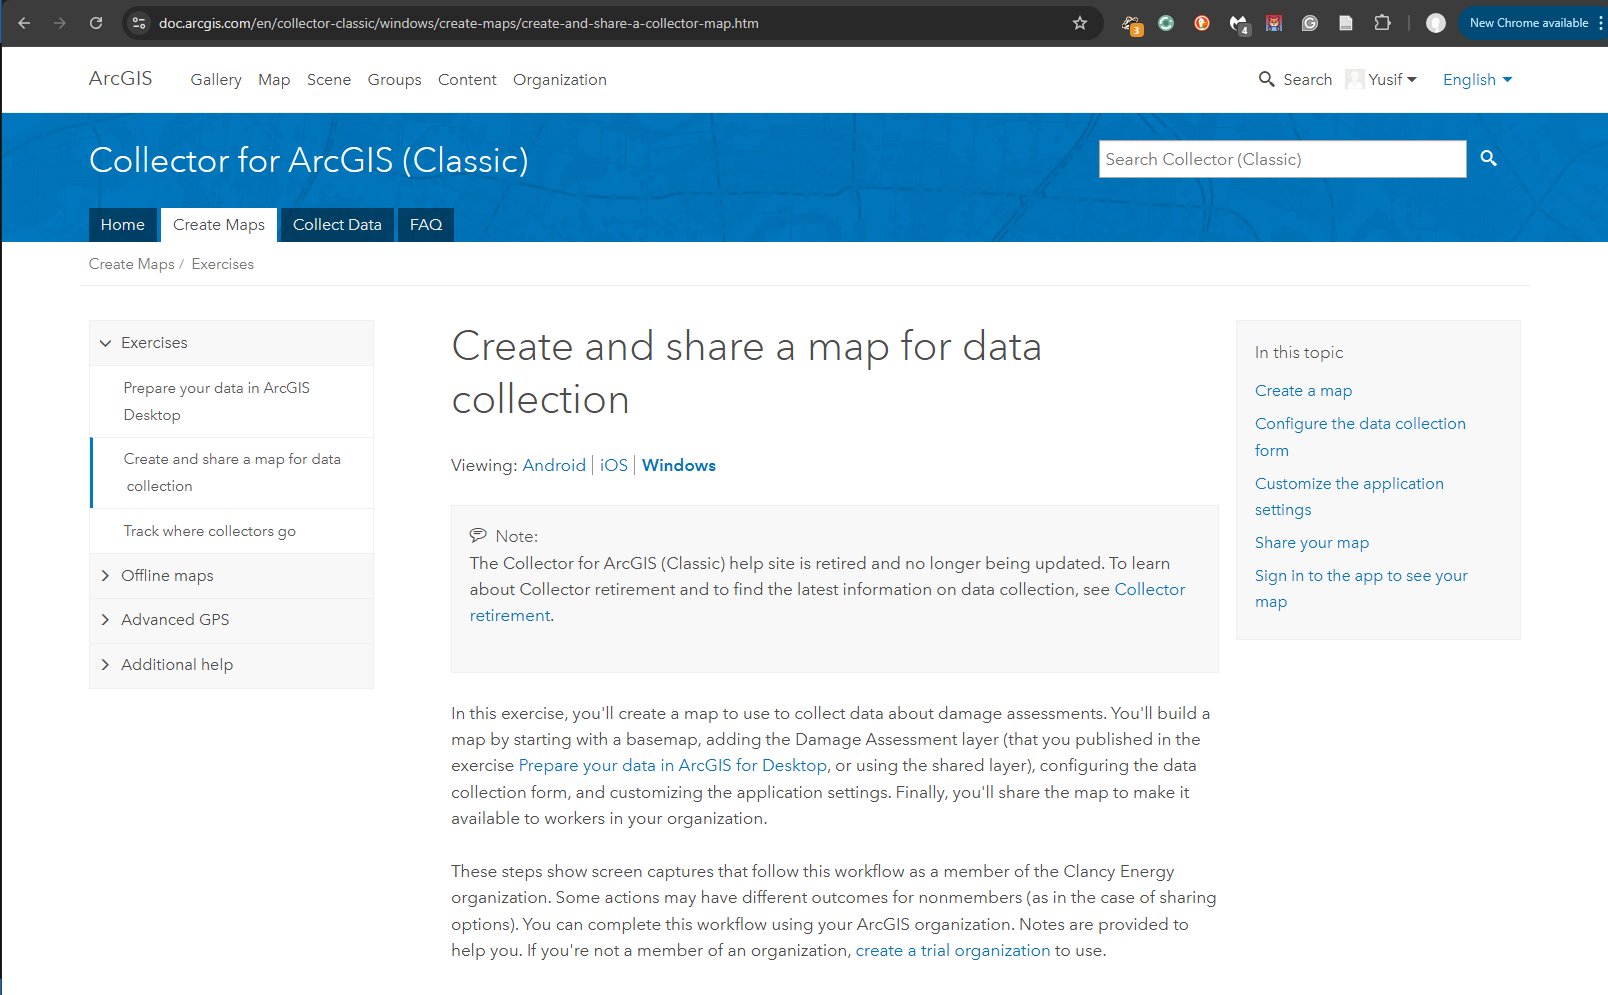 doc.arcgis.com/en/collector-classic/windows/create-maps/create-and-share-a-collector-map.htm
3
4
New Chrome available
ArcGIS
Gallery Map Scene Groups Content Organization
Search Yusif English
Collector for ArcGIS (Classic)
Search Collector (Classic)
Home Create Maps Collect Data FAQ
Create Maps / Exercises
Exercises
Prepare your data in ArcGIS
Desktop
Create and share a map for data
collection
Track where collectors go
Offline maps
Advanced GPS
Additional help
Create and share a map for data
collection
Viewing: Android | iOS | Windows
Note:
The Collector for ArcGIS (Classic) help site is retired and no longer being updated. To learn
about Collector retirement and to find the latest information on data collection, see Collector
retirement.
In this exercise, you'll create a map to use to collect data about damage assessments. You'll build a
map by starting with a basemap, adding the Damage Assessment layer (that you published in the
exercise Prepare your data in ArcGIS for Desktop, or using the shared layer), configuring the data
collection form, and customizing the application settings. Finally, you'll share the map to make it
available to workers in your organization.
These steps show screen captures that follow this workflow as a member of the Clancy Energy
organization. Some actions may have different outcomes for nonmembers (as in the case of sharing
options). You can complete this workflow using your ArcGIS organization. Notes are provided to
help you. If you're not a member of an organization, create a trial organization to use.
In this topic
Create a map
Configure the data collection
form
Customize the application
settings
Share your map
Sign in to the app to see your
map